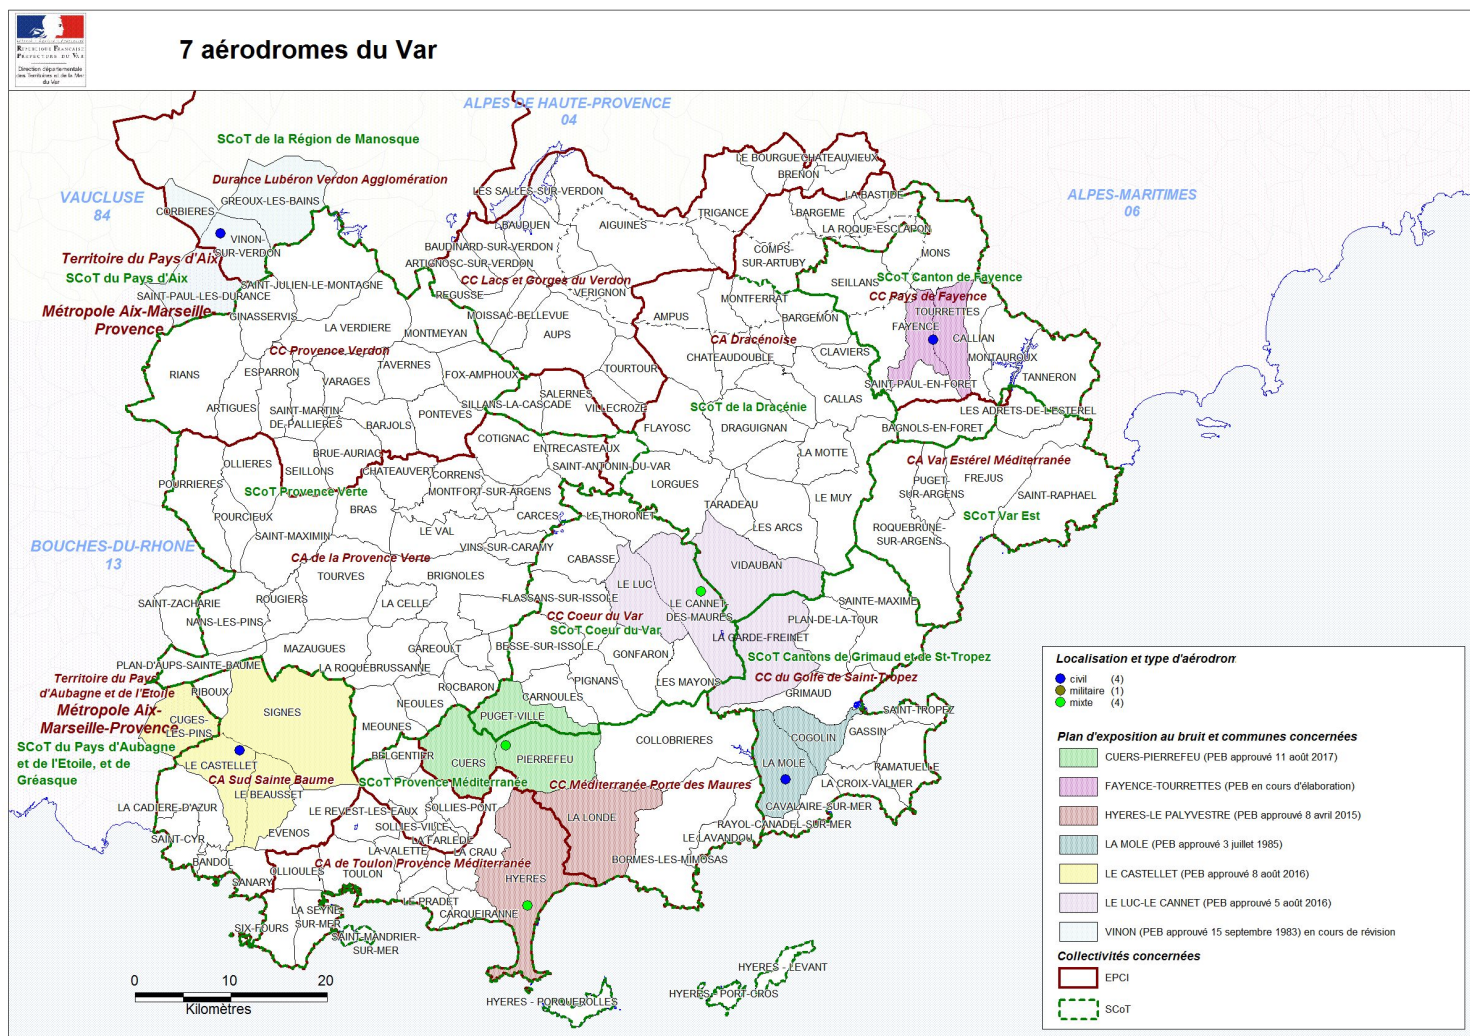 RÉPUBLIQUE FRANÇAISE
PRÉFECTURE DU VAR
Direction départementale
des Territoires et de la Mer
du Var
7 aérodromes du Var
ALPES DE HAUTE-PROVENCE
04
SCoT de la Région de Manosque
LE BOURGUET
CHATEAUVIEUX
BRENON
Durance Lubéron Verdon Agglomération
LES SALLES-SUR-VERDON
LA BASTIDE
VAUCLUSE
84
ALPES-MARITIMES
06
GREOUX-LES-BAINS
CORBIERES
TRIGANCE
BARGEME
BAUDUEN
AIGUINES
LA ROQUE-ESCLAPON
VINON-
SUR-VERDON
BAUDINARD-SUR-VERDON
COMPS-
SUR-ARTUBY
MONS
Territoire du Pays d'Aix
ARTIGNOSC-SUR-VERDON
SCoT du Pays d'Aix
SCoT Canton de Fayence
SAINT-JULIEN-LE-MONTAGNE
CC Lacs et Gorges du Verdon
SEILLANS
SAINT-PAUL-LES-DURANCE
REGUSSE
VERIGNON
MONTFERRAT
CC Pays de Fayence
Métropole Aix-Marseille-
Provence
GINASSERVIS
MOISSAC-BELLEVUE
AMPUS
BARGEMON
TOURRETTES
LA VERDIERE
MONTMEYAN
AUPS
FAYENCE
CA Dracénoise
CALLIAN
CC Provence Verdon
CLAVIERS
CHATEAUDOUBLE
MONTAUROUX
TAVERNES
RIANS
ESPARRON
FOX-AMPHOUX
TOURTOUR
TANNERON
VARAGES
SAINT-PAUL-EN-FORET
SALERNES
CALLAS
SILLANS-LA-CASCADE
ARTIGUES
SAINT-MARTIN-
DE-PALLIERES
VILLECROZE
SCoT de la Dracénie
LES ADRETS-DE-L'ESTEREL
PONTEVES
BARJOLS
FLAYOSC
DRAGUIGNAN
BAGNOLS-EN-FORET
COTIGNAC
ENTRECASTEAUX
BRUE-AURIAC
LA MOTTE
OLLIERES
SEILLONS
CHATEAUVERT
SAINT-ANTONIN-DU-VAR
CA Var Estérel Méditerranée
CORRENS
POURRIERES
LORGUES
PUGET-
SUR-ARGENS
FREJUS
SCoT Provence Verte
MONTFORT-SUR-ARGENS
LE MUY
SAINT-RAPHAEL
BRAS
TARADEAU
POURCIEUX
CARCES
LE THORONET
SCoT Var Est
LES ARCS
LE VAL
ROQUEBRUNE-
SUR-ARGENS
SAINT-MAXIMIN
BOUCHES-DU-RHONE
13
VINS-SUR-CARAMY
CABASSE
CA de la Provence Verte
VIDAUBAN
TOURVES
BRIGNOLES
LE LUC
ROUGIERS
FLASSANS-SUR-ISSOLE
SAINT-ZACHARIE
LA CELLE
LE CANNET-
DES-MAURES
SAINTE-MAXIME
NANS-LES-PINS
CC Coeur du Var
PLAN-DE-LA-TOUR
SCoT Coeur du Var
LA GARDE-FREINET
MAZAUGUES
GAREOULT
BESSE-SUR-ISSOLE
GONFARON
SCoT Cantons de Grimaud et de St-Tropez
PLAN-D'AUPS-SAINTE-BAUME
LA ROQUEBRUSSANNE
Territoire du Pays
d'Aubagne et de l'Etoile
CC du Golfe de Saint-Tropez
PIGNANS
LES MAYONS
RIBOUX
ROCBARON
GRIMAUD
CARNOULES
NEOULES
Métropole Aix-
Marseille-Provence
SIGNES
SAINT-TROPEZ
PUGET-VILLE
CUGES-
LES-PINS
MEOUNES
GASSIN
COLLOBRIERES
COGOLIN
SCoT du Pays d'Aubagne
et de l'Etoile, et de
Gréasque
BELGENTIER
PIERREFEU
CUERS
LA MOLE
LE CASTELLET
RAMATUELLE
CA Sud Sainte Baume
SCoT Provence Méditerranée
CC Méditerranée Porte des Maures
LA CROIX-VALMER
LE BEAUSSET
LA CADIERE-D'AZUR
LE REVEST-LES-EAUX
SOLLIES-PONT
CAVALAIRE-SUR-MER
LA LONDE
EVENOS
SOLLIES-VILLE
RAYOL-CANADEL-SUR-MER
SAINT-CYR
LA FARLEDE
LE LAVANDOU
LA-VALETTE
LA CRAU
BANDOL
CA de Toulon Provence Méditerranée
BORMES-LES-MIMOSAS
OLLIOULES
TOULON
SANARY
HYERES
LE PRADET
LA SEYNE-
SUR-MER
CARQUEIRANNE
SIX-FOURS
SAINT-MANDRIER-
SUR-MER
HYERES - LEVANT
HYERES - PORT-CROS
HYERES - PORQUEROLLES
0 10 20
Kilomètres
Localisation et type d'aérodrom
civil (4)
militaire (1)
mixte (4)
Plan d'exposition au bruit et communes concernées
CUERS-PIERREFEU (PEB approuvé 11 août 2017)
FAYENCE-TOURRETTES (PEB en cours d'élaboration)
HYERES-LE PALYVESTRE (PEB approuvé 8 avril 2015)
LA MOLE (PEB approuvé 3 juillet 1985)
LE CASTELLET (PEB approuvé 8 août 2016)
LE LUC-LE CANNET (PEB approuvé 5 août 2016)
VINON (PEB approuvé 15 septembre 1983) en cours de révision
Collectivités concernées
EPCI
SCoT